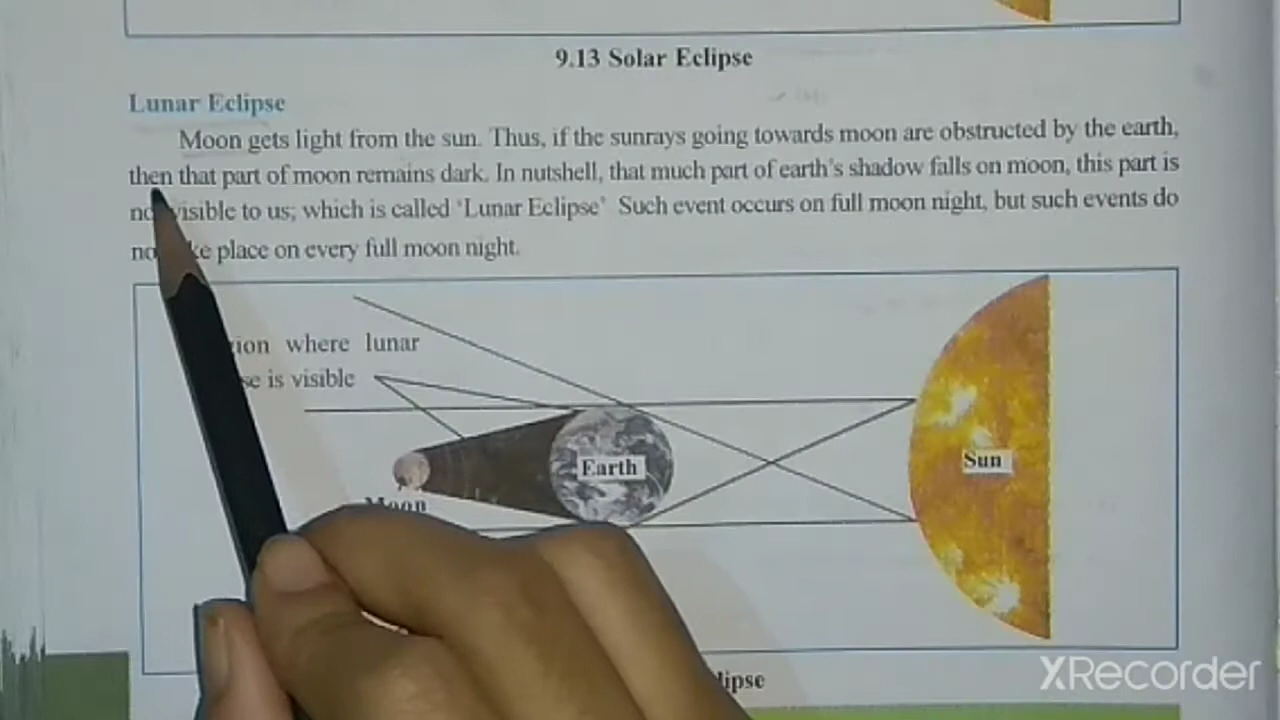 9.13 Solar Eclipse
Lunar Eclipse
Moon gets light from the sun. Thus, if the sunrays going towards moon are obstructed by the earth,
then that part of moon remains dark. In nutshell, that much part of earth's shadow falls on moon, this part is
visible to us; which is called 'Lunar Eclipse' Such event occurs on full moon night, but such events do
place on every full moon night.
where lunar
is visible
Earth
Sun
Moon
XRecorder